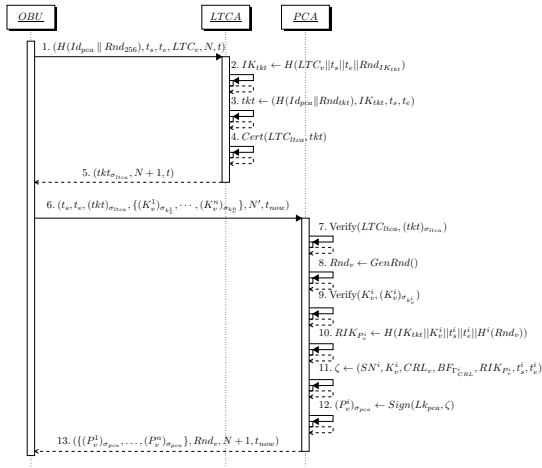 OBU LTCA PCA
1. (H(Id_{pca} ∥ Rnd_{256}), t_s, t_e, LTC_v, N, t)
2. IK_{tkt} ← H(LTC_v||t_s||t_e||Rnd_{IK_{tkt}})
3. tkt ← (H(Id_{pca}∥Rnd_{tkt}), IK_{tkt}, t_s, t_e)
4. Cert(LTC_{ltca}, tkt)
5. (tkt_{σ_{ltca}}, N + 1, t)
6. (t_s, t_e, (tkt)_{σ_{ltca}}, {(K_v^1)_{σ_{k_v^1}}, ⋯ , (K_v^n)_{σ_{k_v^n}}}, N′, t_{now})
7. Verify(LTC_{ltca}, (tkt)_{σ_{ltca}})
8. Rnd_v ← GenRnd()
9. Verify(K_v^i, (K_v^i)_{σ_{k_v^i}})
10. RIK_{P_v^i} ← H(IK_{tkt}||K_v^i||t_s^i||t_e^i||H^i(Rnd_v))
11. ζ ← (SN^i, K_v^i, CRL_v, BF_{Γ_{CRL}^i}, RIK_{P_v^i}, t_s^i, t_e^i)
12. (P_v^i)_{σ_{pca}} ← Sign(Lk_{pca}, ζ)
13. ({(P_v^1)_{σ_{pca}}, . . . , (P_v^n)_{σ_{pca}}}, Rnd_v, N + 1, t_{now})